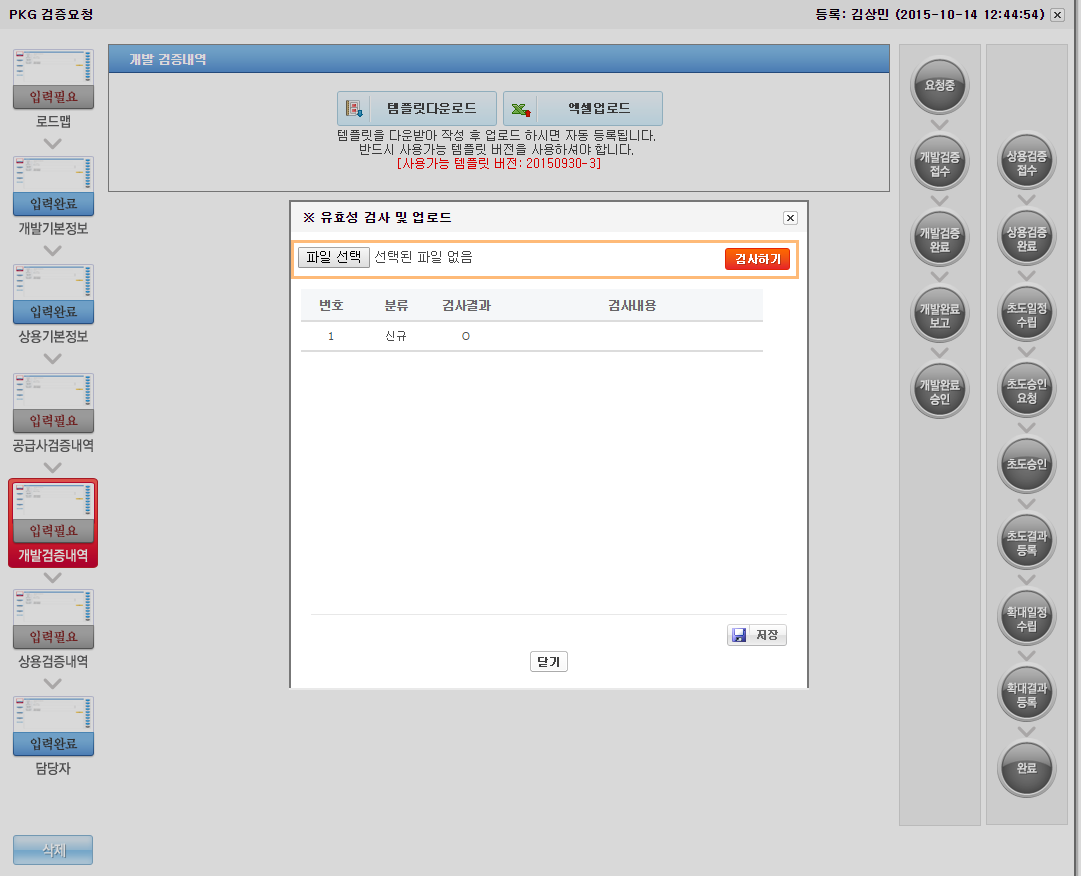 PKG 검증요청
등록: 김상민 (2015-10-14 12:44:54)
입력필요
로드맵
입력완료
개발기본정보
입력완료
상용기본정보
입력필요
공급사검증내역
입력필요
개발검증내역
입력필요
상용검증내역
입력완료
담당자
삭제
개발 검증내역
템플릿다운로드
엑셀업로드
템플릿을 다운받아 작성 후 업로드 하시면 자동 등록됩니다.
반드시 사용가능 템플릿 버전을 사용하셔야 합니다.
[사용가능 템플릿 버전: 20150930-3]
※ 유효성 검사 및 업로드
파일 선택 선택된 파일 없음
검사하기
번호 분류 검사결과 검사내용
1 신규 O
저장
닫기
요청중
개발검증
접수
개발검증
완료
개발완료
보고
개발완료
승인
상용검증
접수
상용검증
완료
초도일정
수립
초도승인
요청
초도승인
초도결과
등록
확대일정
수립
확대결과
등록
완료